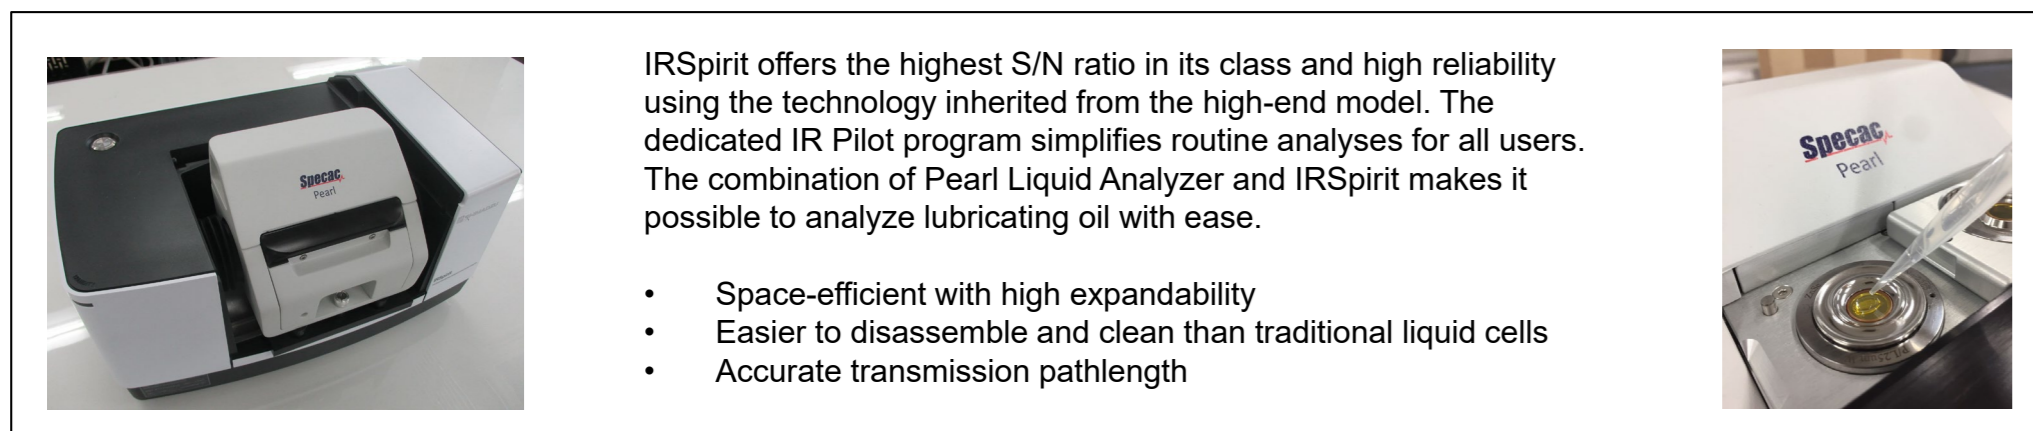 Specac
Pearl
IRSpirit offers the highest S/N ratio in its class and high reliability
using the technology inherited from the high-end model. The
dedicated IR Pilot program simplifies routine analyses for all users.
The combination of Pearl Liquid Analyzer and IRSpirit makes it
possible to analyze lubricating oil with ease.
• Space-efficient with high expandability
• Easier to disassemble and clean than traditional liquid cells
• Accurate transmission pathlength
Specac
Pearl